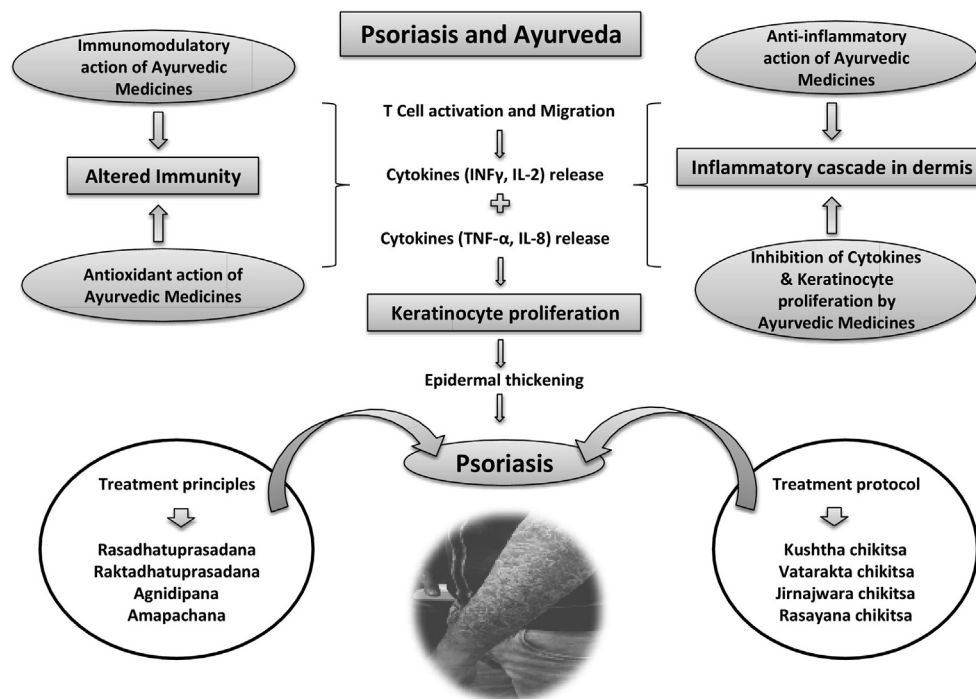 Psoriasis and Ayurveda
Immunomodulatory
action of Ayurvedic
Medicines
Altered Immunity
Antioxidant action of
Ayurvedic Medicines
T Cell activation and Migration
Cytokines (INFγ, IL-2) release
Cytokines (TNF-α, IL-8) release
Keratinocyte proliferation
Epidermal thickening
Psoriasis
Anti-inflammatory
action of Ayurvedic
Medicines
Inflammatory cascade in dermis
Inhibition of Cytokines
& Keratinocyte
proliferation by
Ayurvedic Medicines
Treatment principles
Rasadhatuprasadana
Raktadhatuprasadana
Agnidipana
Amapachana
Treatment protocol
Kushtha chikitsa
Vatarakta chikitsa
Jirnajwara chikitsa
Rasayana chikitsa